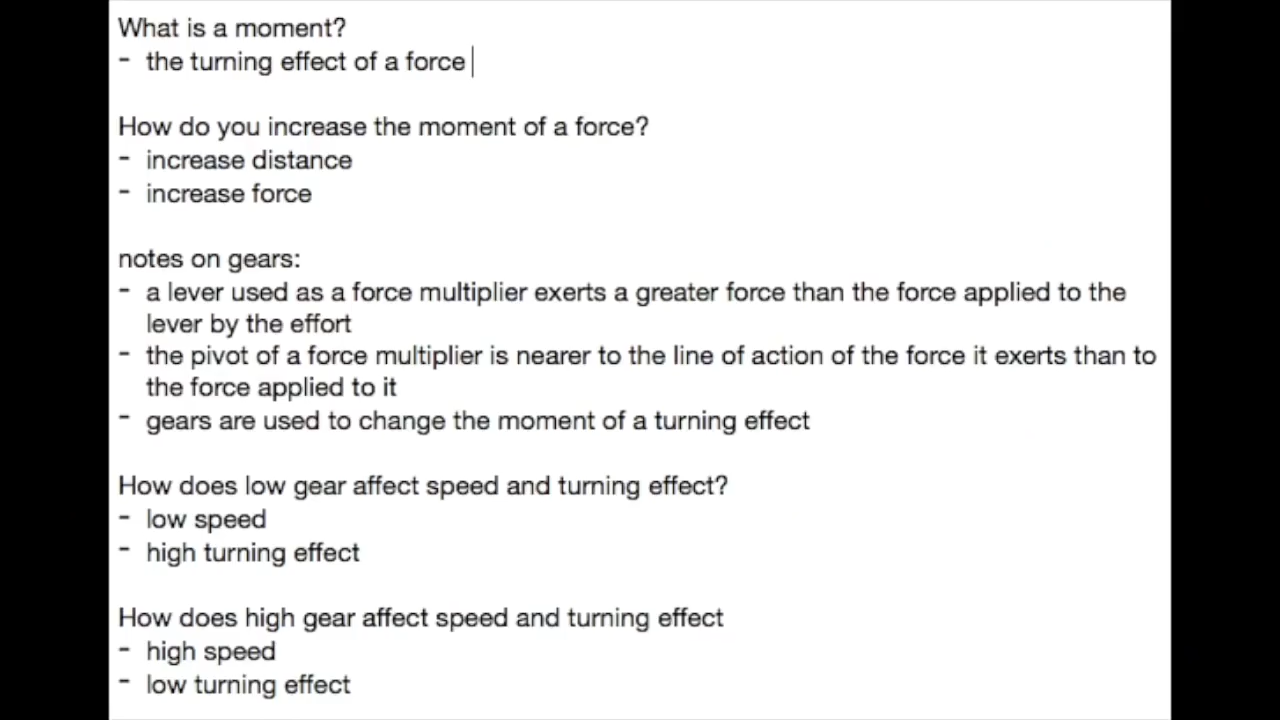 What is a moment?
- the turning effect of a force
How do you increase the moment of a force?
- increase distance
- increase force
notes on gears:
- a lever used as a force multiplier exerts a greater force than the force applied to the
lever by the effort
- the pivot of a force multiplier is nearer to the line of action of the force it exerts than to
the force applied to it
- gears are used to change the moment of a turning effect
How does low gear affect speed and turning effect?
- low speed
- high turning effect
How does high gear affect speed and turning effect
- high speed
- low turning effect